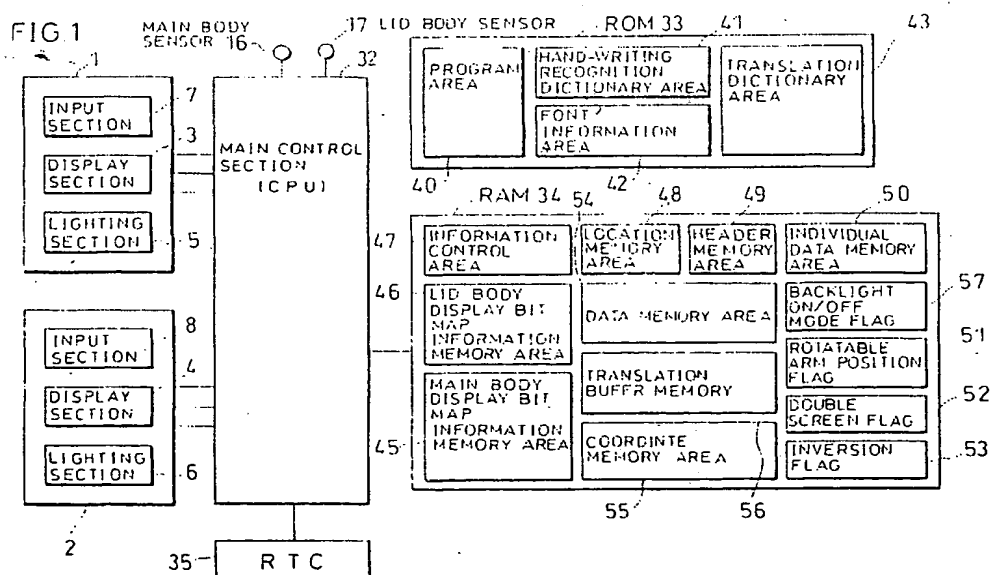 FIG.1
1
INPUT
SECTION
7
3
DISPLAY
SECTION
LIGHTING
SECTION
5
INPUT
SECTION
8
4
DISPLAY
SECTION
LIGHTING
SECTION
6
2
MAIN BODY
SENSOR 16
17 LID BODY SENSOR
32
MAIN CONTROL
SECTION
(CPU)
35
RTC
ROM 33
41
43
PROGRAM
AREA
HAND-WRITING
RECOGNITION
DICTIONARY AREA
FONT
INFORMATION
AREA
TRANSLATION
DICTIONARY
AREA
40
42
RAM 34
54
48
49
50
47
INFORMATION
CONTROL
AREA
LOCATION
MEMORY
AREA
HEADER
MEMORY
AREA
INDIVIDUAL
DATA MEMORY
AREA
46
LID BODY
DISPLAY BIT
MAP
INFORMATION
MEMORY AREA
DATA MEMORY AREA
BACKLIGHT
ON/OFF
MODE FLAG
57
51
MAIN BODY
DISPLAY BIT
MAP
INFORMATION
MEMORY AREA
45
TRANSLATION
BUFFER MEMORY
ROTATABLE
ARM POSITION
FLAG
52
DOUBLE
SCREEN FLAG
COORDINTE
MEMORY AREA
INVERSION
FLAG
53
55
56